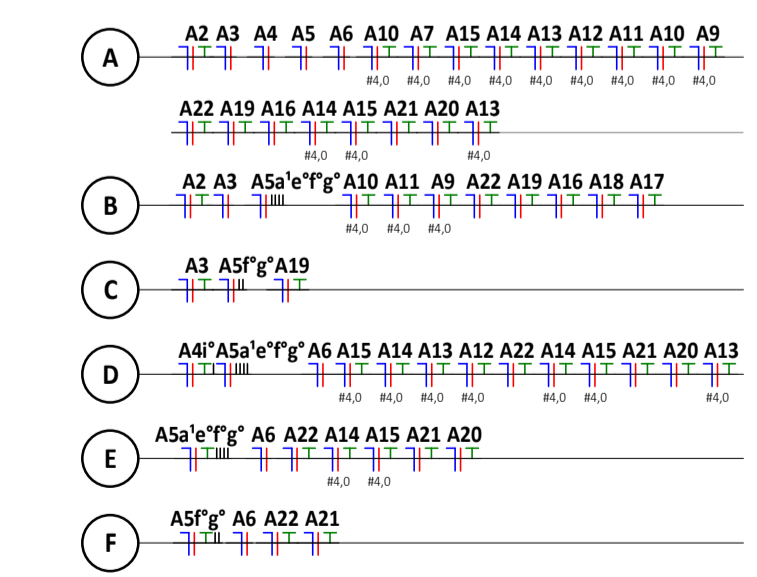 A2 A3 A4 A5 A6 A10 A7 A15 A14 A13 A12 A11 A10 A9
A
#4,0 #4,0 #4,0 #4,0 #4,0 #4,0 #4,0 #4,0 #4,0
A22 A19 A16 A14 A15 A21 A20 A13
#4,0 #4,0 #4,0
A2 A3 A5a¹e°f°g° A10 A11 A9 A22 A19 A16 A18 A17
B
#4,0 #4,0 #4,0
A3 A5f°g° A19
C
A4i° A5a¹e°f°g° A6 A15 A14 A13 A12 A22 A14 A15 A21 A20 A13
D
#4,0 #4,0 #4,0 #4,0 #4,0 #4,0 #4,0
A5a¹e°f°g° A6 A22 A14 A15 A21 A20
E
#4,0 #4,0
A5f°g° A6 A22 A21
F